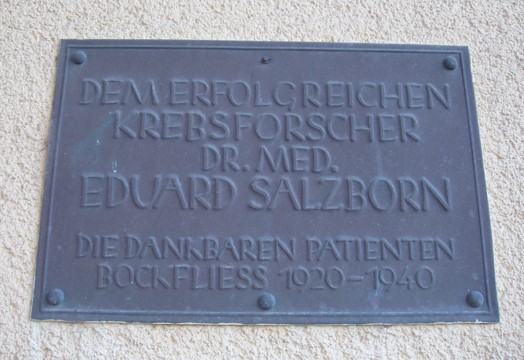 DEM ERFOLGREICHEN
KREBSFORSCHER
DR. MED.
EDUARD SALZBORN
DIE DANKBAREN PATIENTEN
BOCKFLIESS 1920-1940